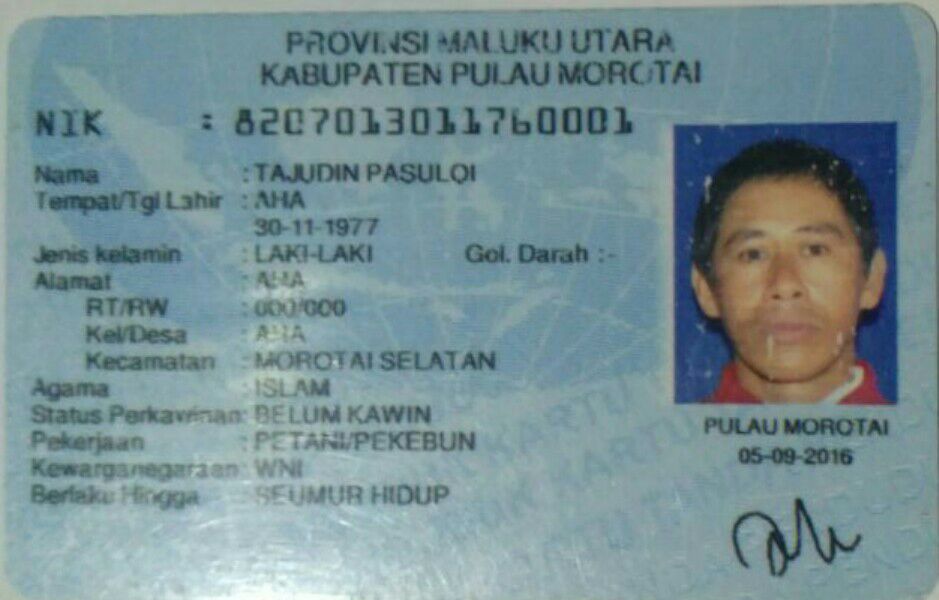 PROVINSI MALUKU UTARA
KABUPATEN PULAU MOROTAI
NIK : 8207013011760001
Nama : TAJUDIN
Tempat/Tgl Lahir : AHA
30-11-1977
Jenis kelamin : LAKI-LAKI Gol. Darah : -
Alamat : AHA
RT/RW : 000/000
Kel/Desa : AHA
Kecamatan : MOROTAI SELATAN
Agama : ISLAM
Status Perkawinan: BELUM KAWIN
Pekerjaan : PETANI/PEKEBUN
Kewarganegaraan: WNI
Berlaku Hingga : SEUMUR HIDUP
PULAU MOROTAI
05-09-2016